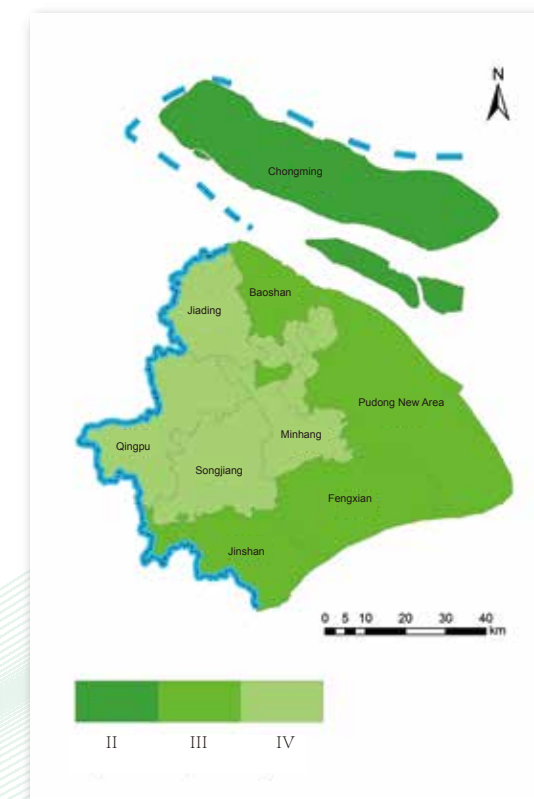 N
Chongming
Baoshan
Jiading
Pudong New Area
Minhang
Qingpu
Songjiang
Fengxian
Jinshan
0 5 10 20 30 40
km
II III IV